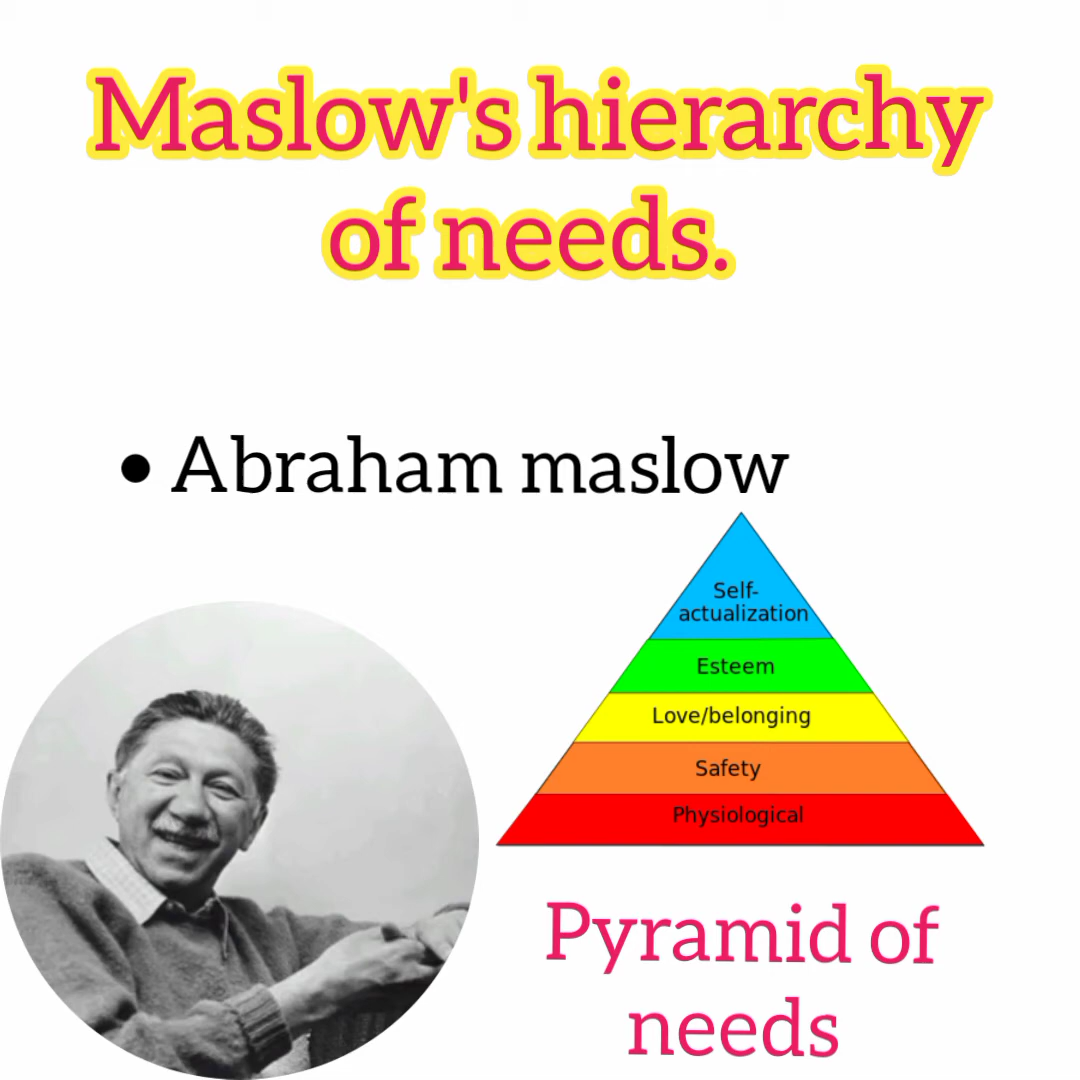 Maslow's hierarchy
of needs.
• Abraham maslow
Self-
actualization
Esteem
Love/belonging
Safety
Physiological
Pyramid of
needs